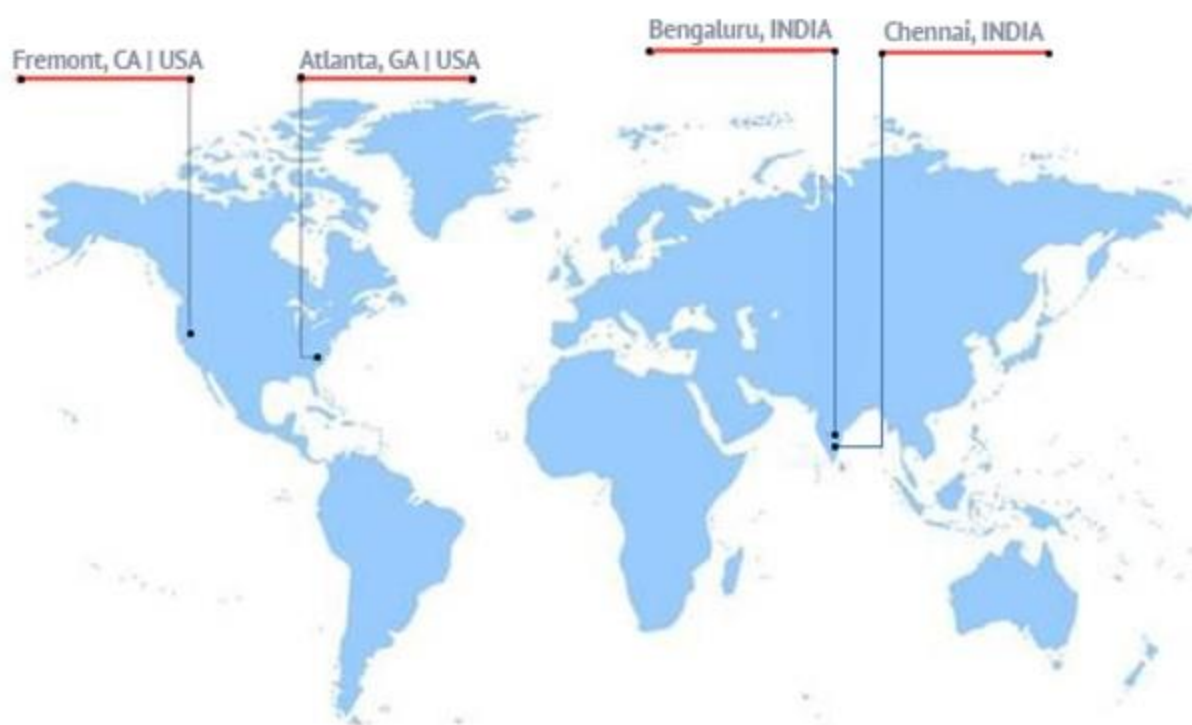 Fremont, CA | USA
Atlanta, GA | USA
Bengaluru, INDIA
Chennai, INDIA